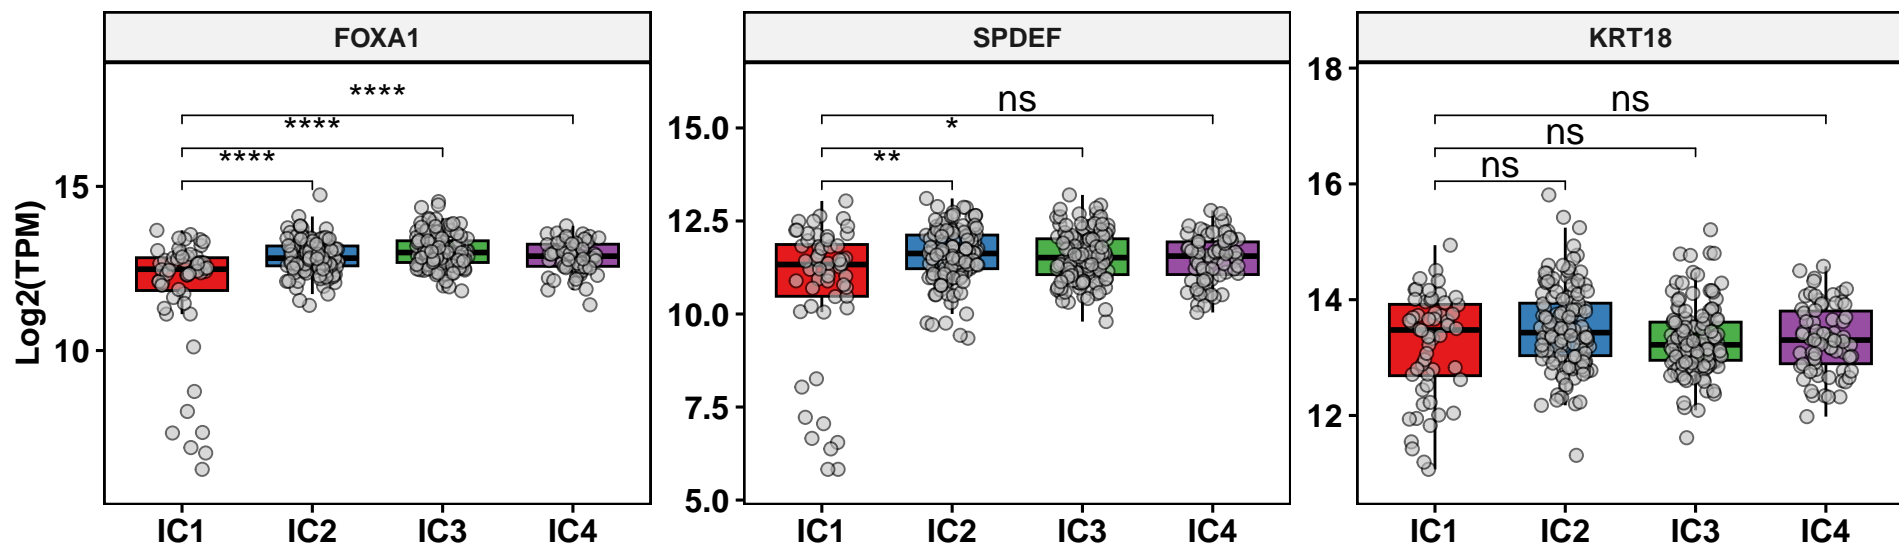 FOXA1
SPDEF
KRT18
Log2(TPM)
15
10
****
****
****
IC1 IC2 IC3 IC4
15.0
12.5
10.0
7.5
5.0
ns
*
**
IC1 IC2 IC3 IC4
18
16
14
12
ns
ns
ns
IC1 IC2 IC3 IC4